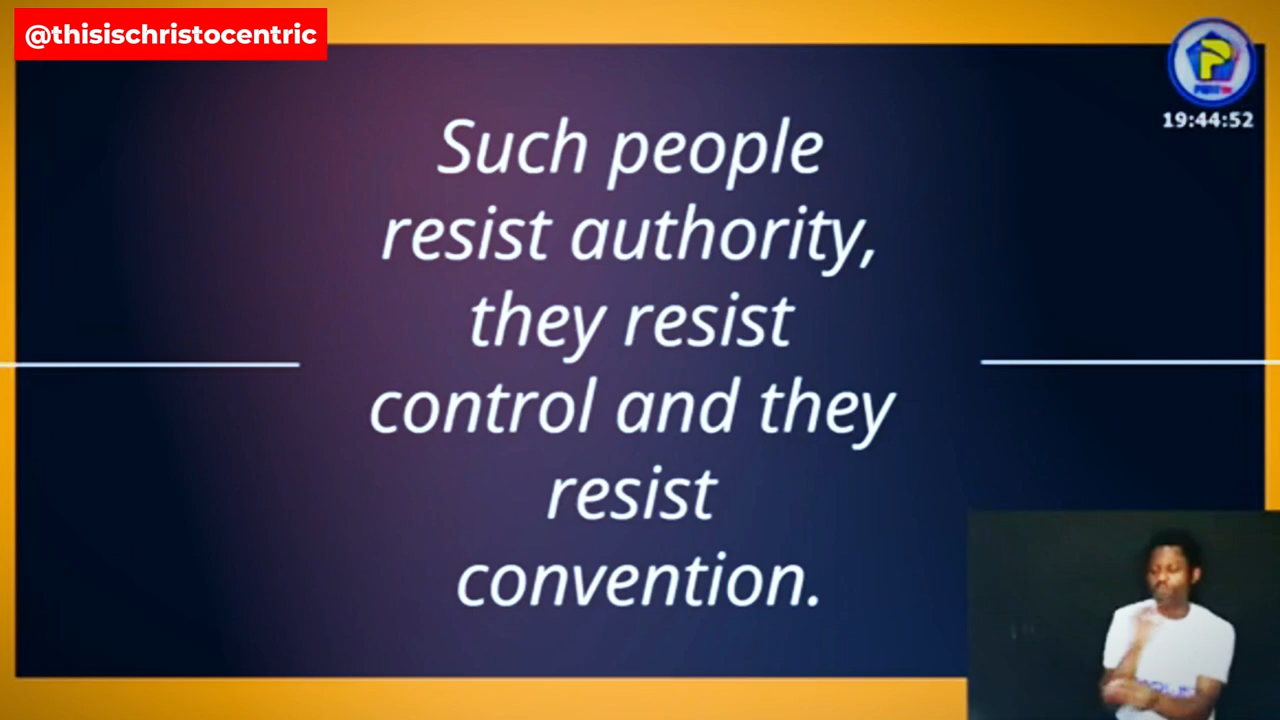 @thisischristocentric
P
19:44:52
Such people
resist authority,
they resist
control and they
resist
convention.